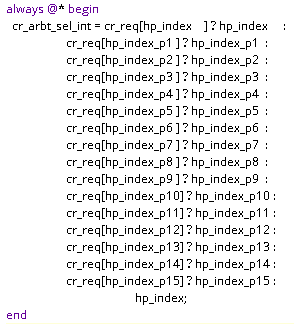 always @* begin
cr_arbt_sel_int = cr_req[hp_index ]? hp_index :
cr_req[hp_index_p1 ]? hp_index_p1 :
cr_req[hp_index_p2 ]? hp_index_p2 :
cr_req[hp_index_p3 ]? hp_index_p3 :
cr_req[hp_index_p4 ]? hp_index_p4 :
cr_req[hp_index_p5 ]? hp_index_p5 :
cr_req[hp_index_p6 ]? hp_index_p6 :
cr_req[hp_index_p7 ]? hp_index_p7 :
cr_req[hp_index_p8 ]? hp_index_p8 :
cr_req[hp_index_p9 ]? hp_index_p9 :
cr_req[hp_index_p10]? hp_index_p10 :
cr_req[hp_index_p11]? hp_index_p11 :
cr_req[hp_index_p12]? hp_index_p12 :
cr_req[hp_index_p13]? hp_index_p13 :
cr_req[hp_index_p14]? hp_index_p14 :
cr_req[hp_index_p15]? hp_index_p15 :
hp_index;
end